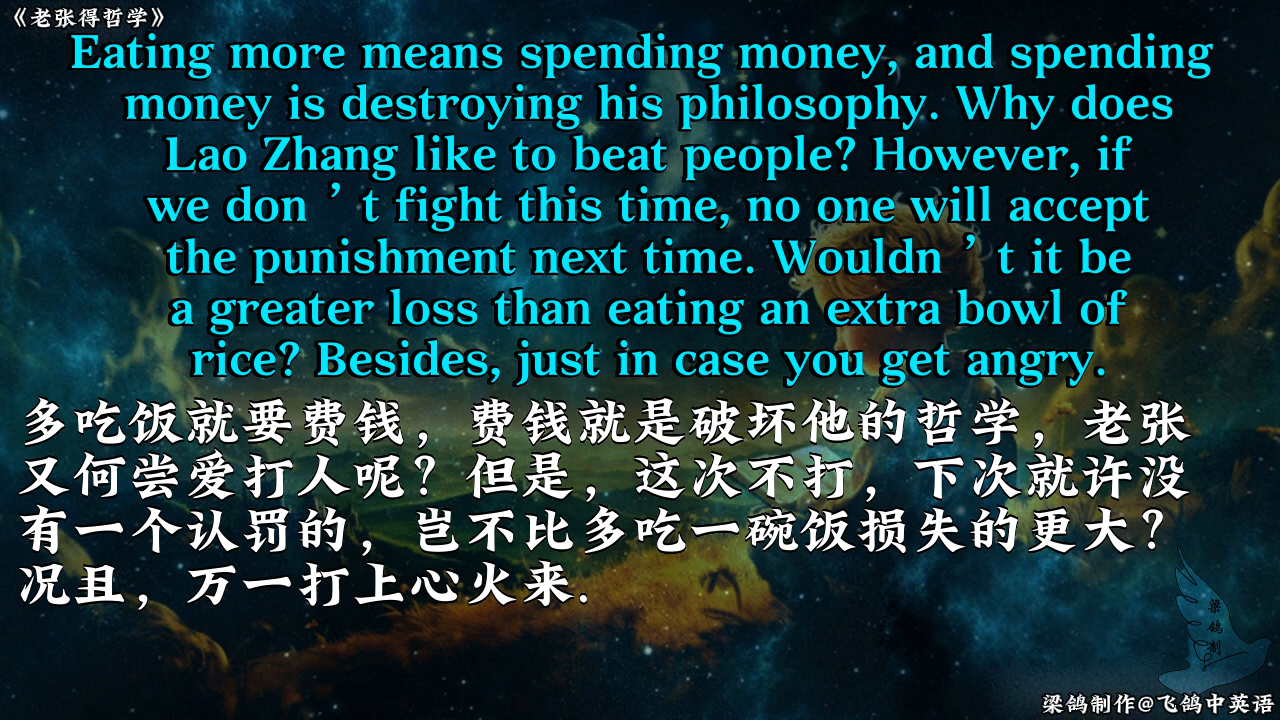 《老张得哲学》
Eating more means spending money, and spending
money is destroying his philosophy. Why does
Lao Zhang like to beat people? However, if
we don ’ t fight this time, no one will accept
the punishment next time. Wouldn ’ t it be
a greater loss than eating an extra bowl of
rice? Besides, just in case you get angry.
多吃饭就要费钱，费钱就是破坏他的哲学，老张
又何尝爱打人呢？但是，这次不打，下次就许没
有一个认罚的，岂不比多吃一碗饭损失的更大？
况且，万一打上心火来.
梁鸽制
梁鸽制作@飞鸽中英语